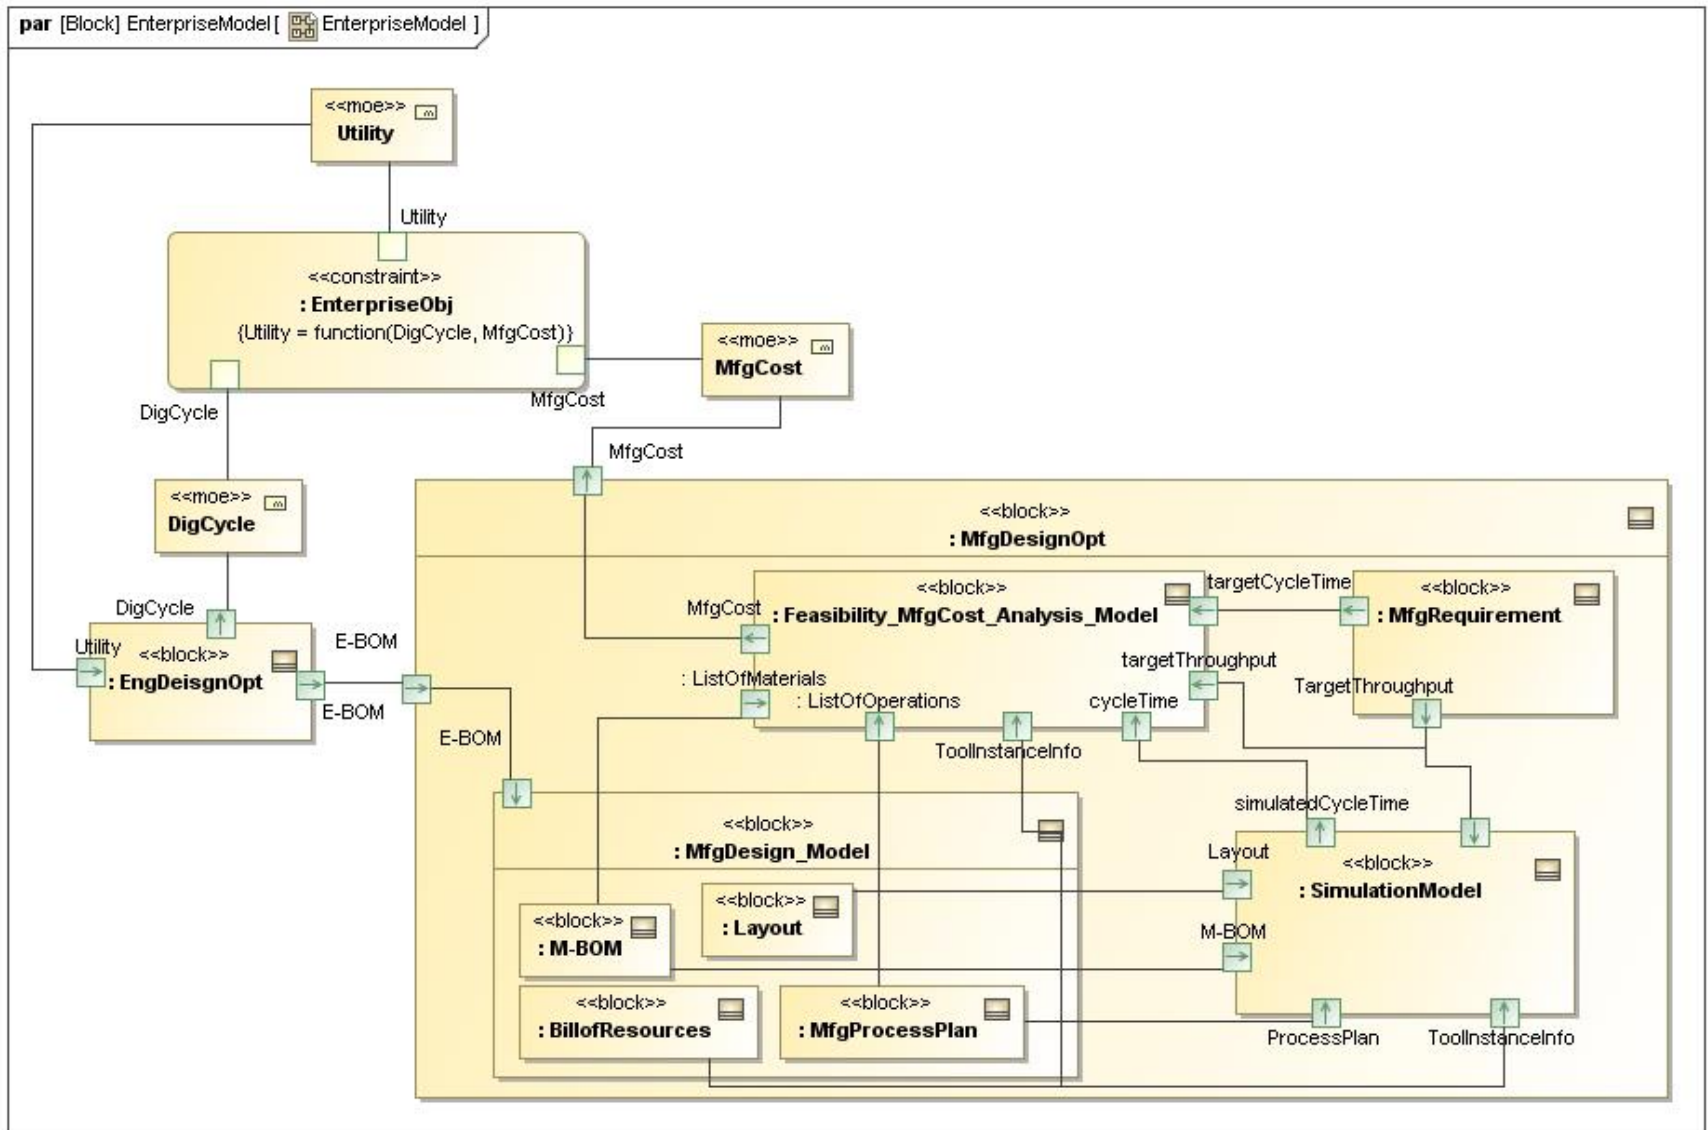 par [Block] EnterpriseModel[ EnterpriseModel ]
<<moe>>
Utility
Utility
<<constraint>>
: EnterpriseObj
{Utility = function(DigCycle, MfgCost)}
<<moe>>
MfgCost
MfgCost
DigCycle
MfgCost
<<moe>>
DigCycle
<<block>>
: MfgDesignOpt
<<block>>
: Feasibility_MfgCost_Analysis_Model
targetCycleTime
<<block>>
: MfgRequirement
DigCycle
MfgCost
Utility
<<block>>
: EngDeisgnOpt
E-BOM
E-BOM
E-BOM
: ListOfMaterials
: ListOfOperations
targetThroughput
cycleTime
TargetThroughput
ToolInstanceInfo
simulatedCycleTime
<<block>>
: MfgDesign_Model
Layout
<<block>>
: SimulationModel
<<block>>
: Layout
<<block>>
: M-BOM
M-BOM
<<block>>
: BillofResources
<<block>>
: MfgProcessPlan
ProcessPlan
ToolInstanceInfo